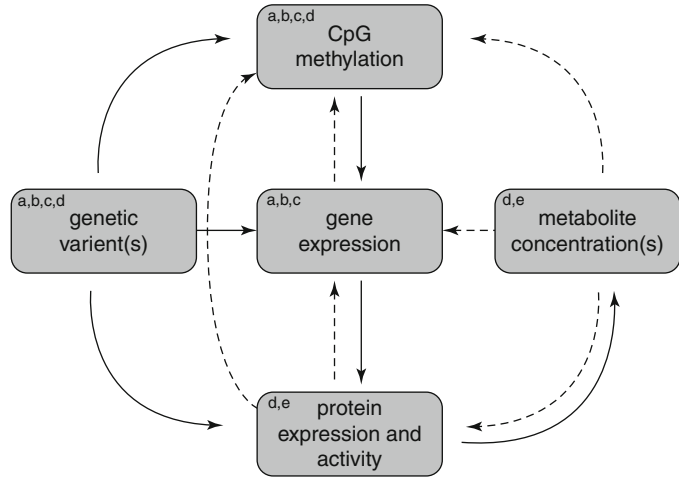 a,b,c,d
CpG
methylation
a,b,c,d
genetic
varient(s)
a,b,c
gene
expression
d,e
metabolite
concentration(s)
d,e
protein
expression and
activity